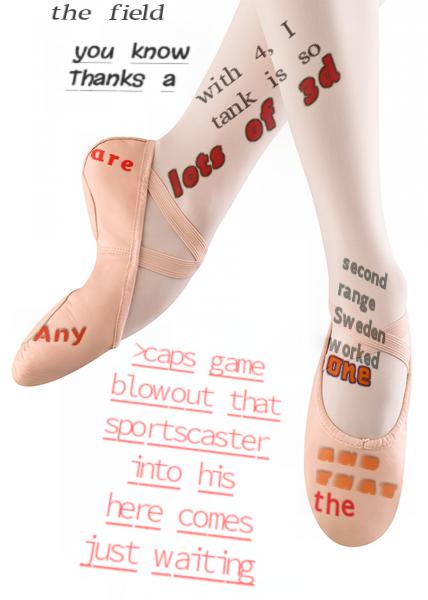 the field
you know
Thanks a
with 4, I
tank is so
lots of 3d
are
Any
second
range
Sweden
worked
one
AND
THAT
the
>caps game
blowout that
sportscaster
into his
here comes
just waiting